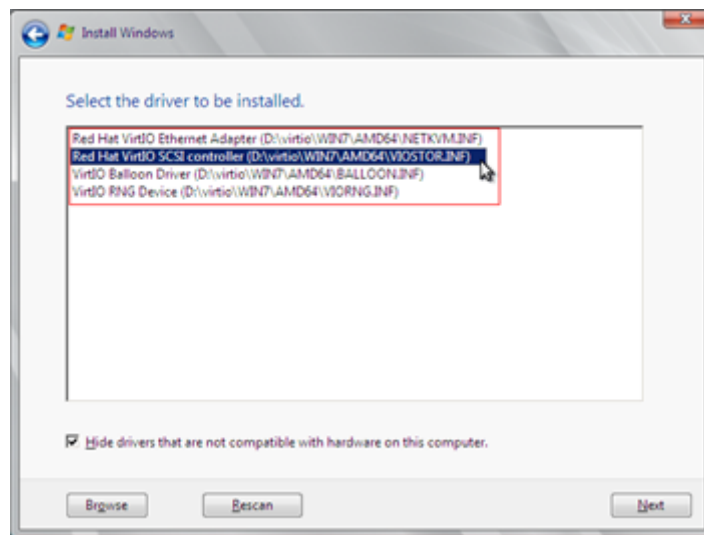 Install Windows
Select the driver to be installed.
Red Hat VirtIO Ethernet Adapter (D:\virtio\WIN7\AMD64\NETKVM.INF)
Red Hat VirtIO SCSI controller (D:\virtio\WIN7\AMD64\VIOSTOR.INF)
VirtIO Balloon Driver (D:\virtio\WIN7\AMD64\BALLOON.INF)
VirtIO RNG Device (D:\virtio\WIN7\AMD64\VIORNG.INF)
Hide drivers that are not compatible with hardware on this computer.
Browse
Rescan
Next